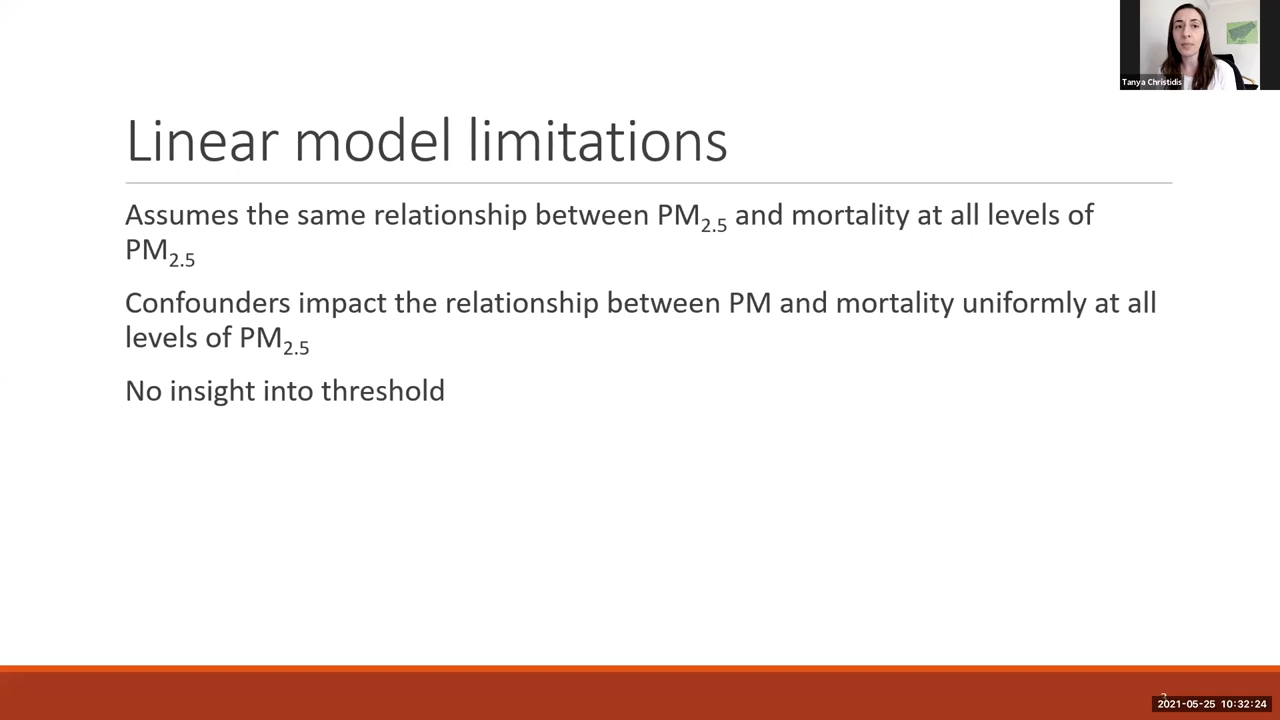 Tanya Christidis
Linear model limitations
Assumes the same relationship between PM2.5 and mortality at all levels of
PM2.5
Confounders impact the relationship between PM and mortality uniformly at all
levels of PM2.5
No insight into threshold
3
2021-05-25 10:32:24